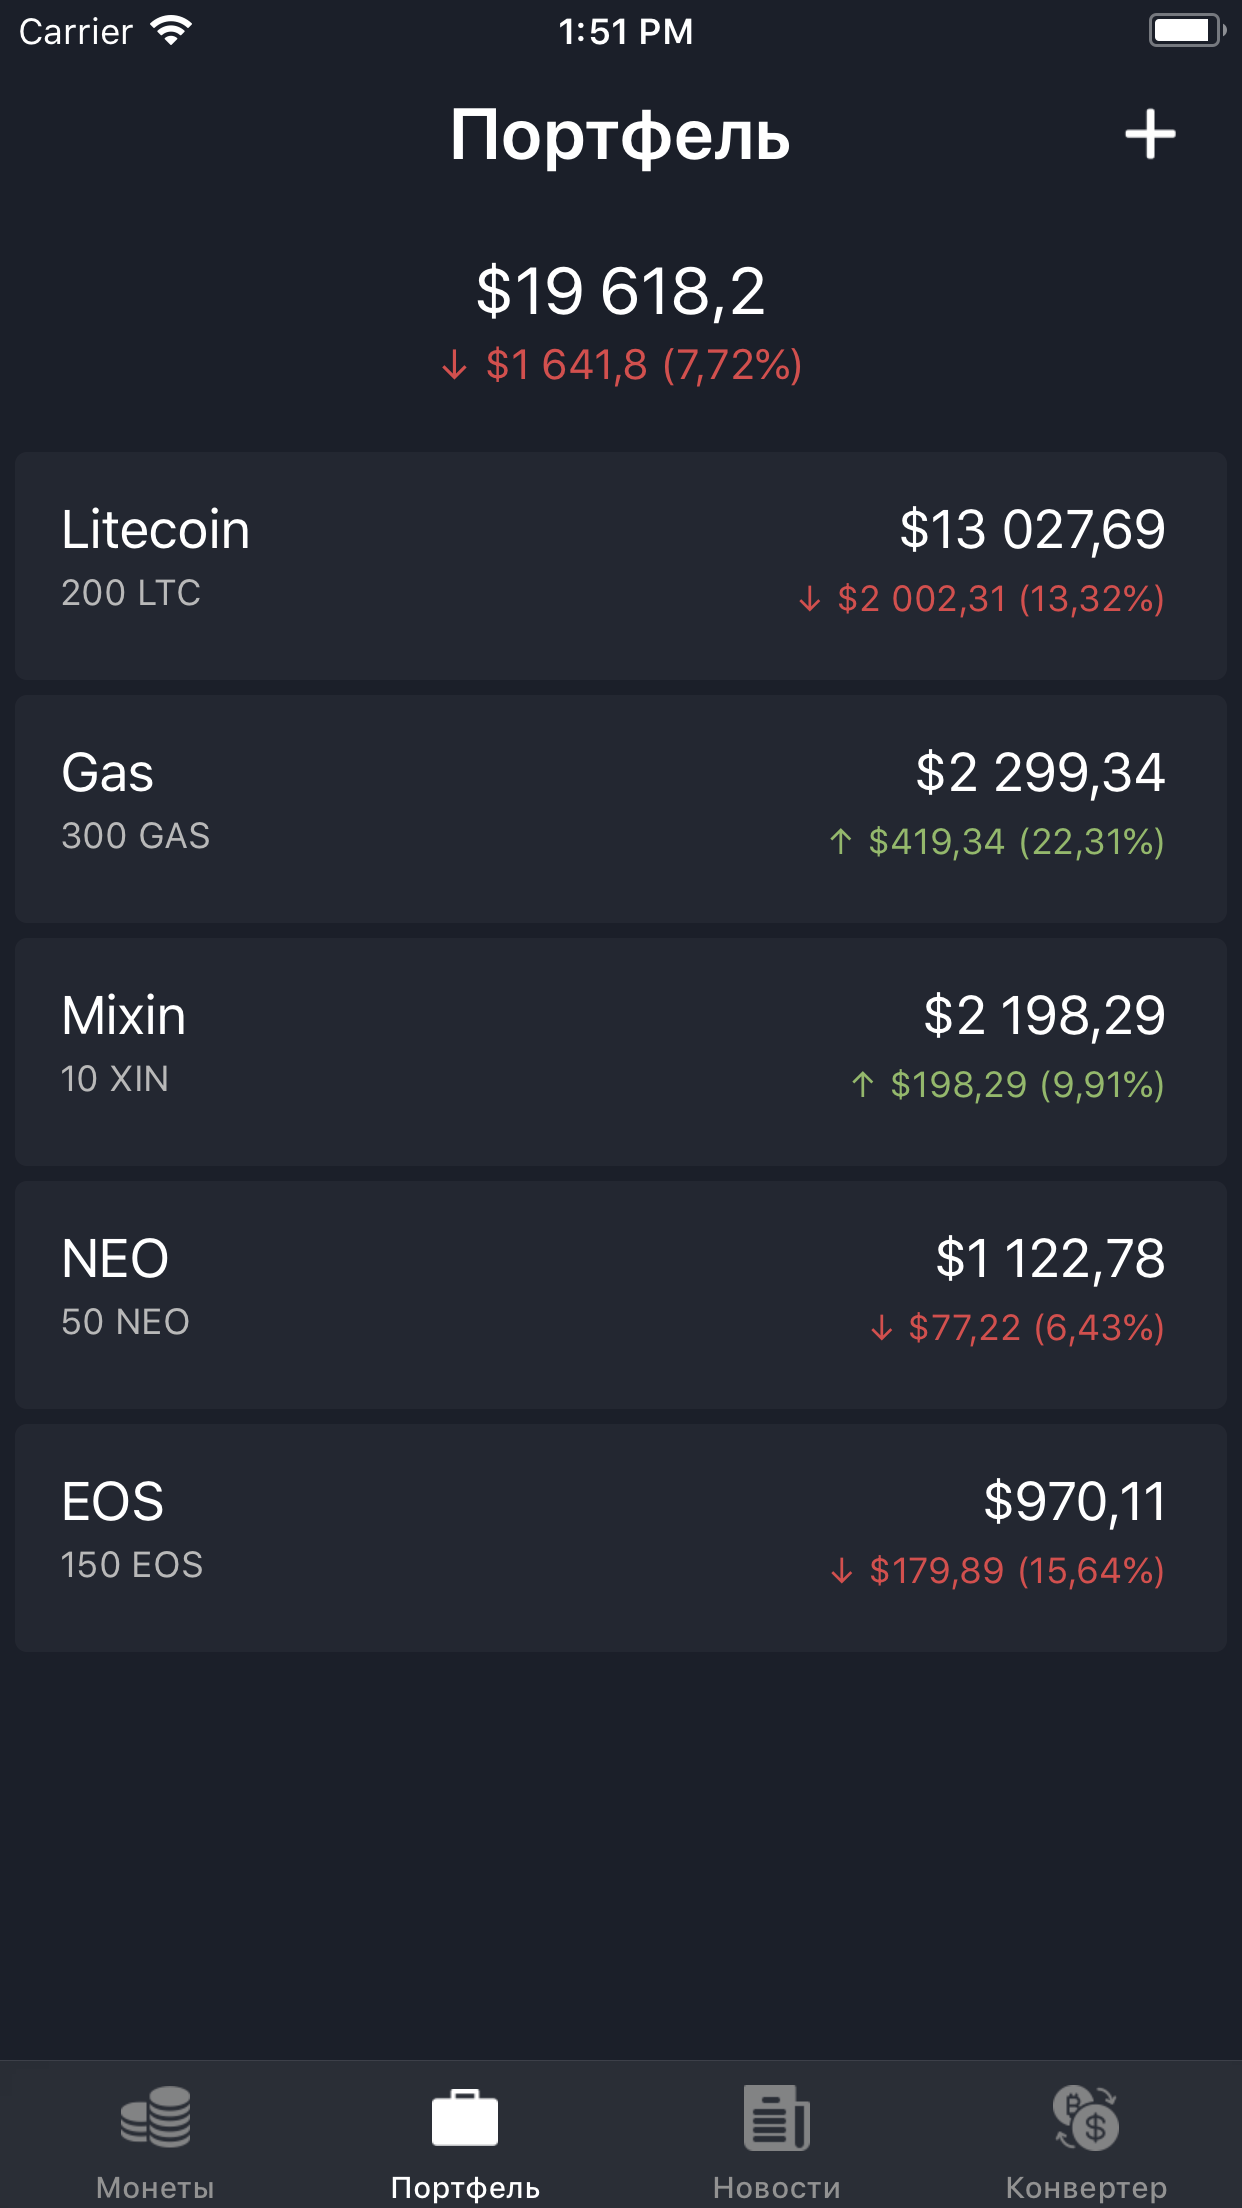 Carrier 1:51 PM
Портфель +
$19 618,2
↓ $1 641,8 (7,72%)
Litecoin $13 027,69
200 LTC ↓ $2 002,31 (13,32%)
Gas $2 299,34
300 GAS ↑ $419,34 (22,31%)
Mixin $2 198,29
10 XIN ↑ $198,29 (9,91%)
NEO $1 122,78
50 NEO ↓ $77,22 (6,43%)
EOS $970,11
150 EOS ↓ $179,89 (15,64%)
Монеты Портфель Новости Конвертер